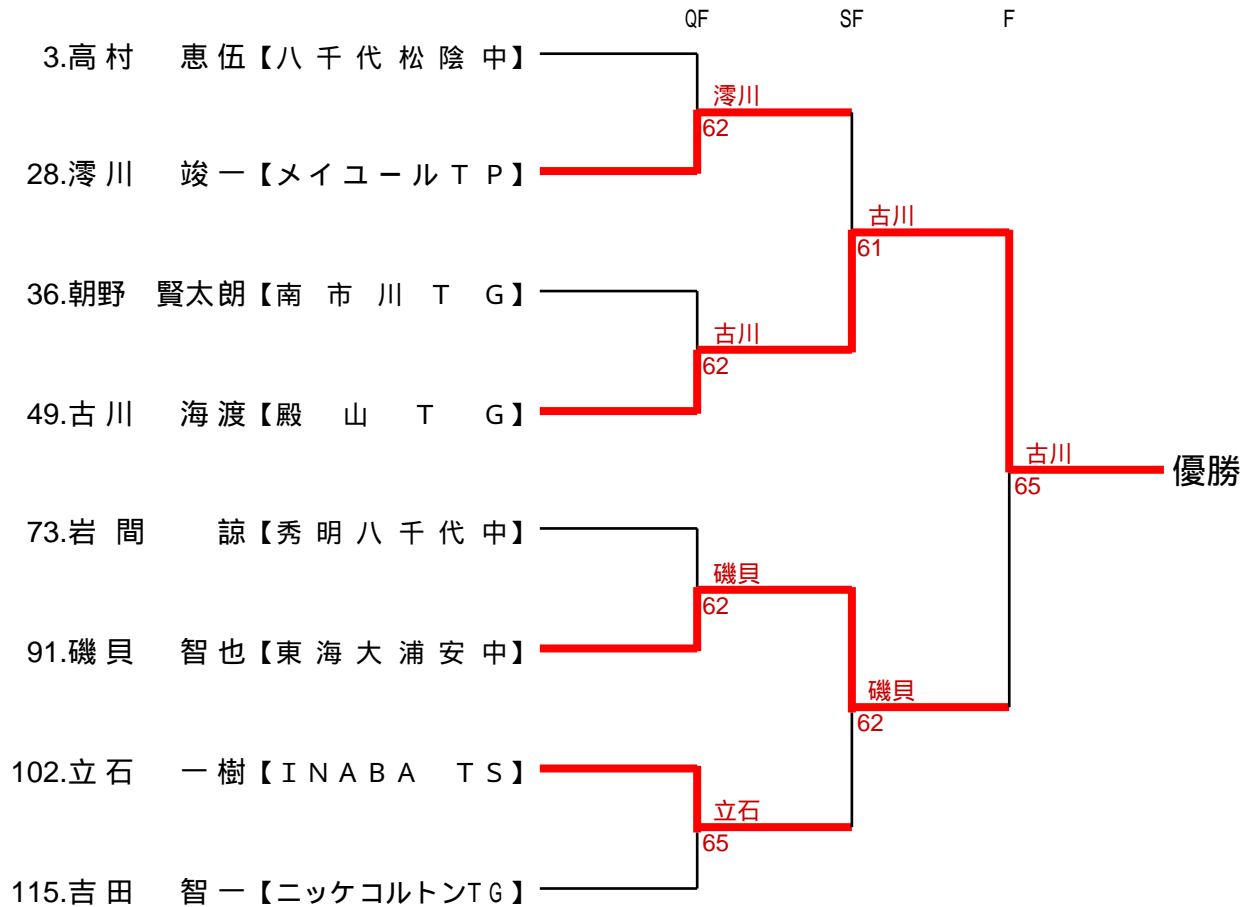 QF SF F
3.高村 恵伍【八千代松陰中】
澪川
62
28.澪川 竣一【メイユールTP】
古川
61
36.朝野 賢太朗【南市川TG】
古川
62
49.古川 海渡【殿山TG】
古川
65
優勝
73.岩間 諒【秀明八千代中】
磯貝
62
91.磯貝 智也【東海大浦安中】
磯貝
62
102.立石 一樹【INABA TS】
立石
65
115.吉田 智一【ニッケコルトンTG】